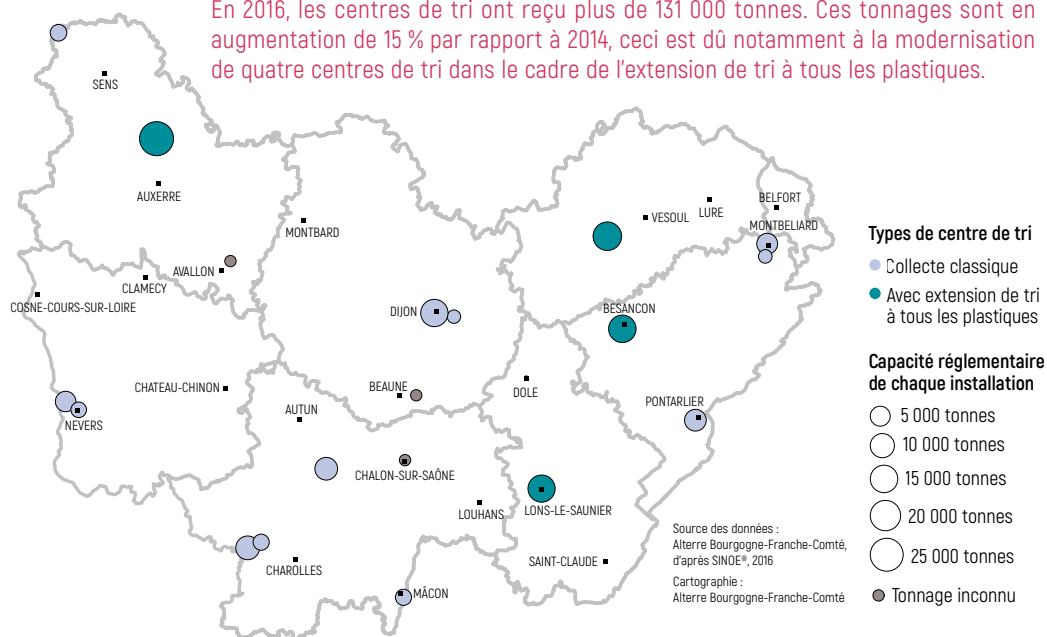 En 2016, les centres de tri ont reçu plus de 131 000 tonnes. Ces tonnages sont en
augmentation de 15 % par rapport à 2014, ceci est dû notamment à la modernisation
de quatre centres de tri dans le cadre de l'extension de tri à tous les plastiques.
SENS
AUXERRE
MONTBARD
VESOUL
LURE
BELFORT
MONTBELIARD
AVALLON
CLAMECY
COSNE-COURS-SUR-LOIRE
DIJON
BESANCON
CHATEAU-CHINON
BEAUNE
DOLE
PONTARLIER
NEVERS
AUTUN
CHALON-SUR-SAÔNE
LOUHANS
LONS-LE-SAUNIER
CHAROLLES
SAINT-CLAUDE
MÂCON
Types de centre de tri
Collecte classique
Avec extension de tri
à tous les plastiques
Capacité réglementaire
de chaque installation
5 000 tonnes
10 000 tonnes
15 000 tonnes
20 000 tonnes
25 000 tonnes
Tonnage inconnu
Source des données :
Alterre Bourgogne-Franche-Comté,
d'après SINOE®, 2016
Cartographie :
Alterre Bourgogne-Franche-Comté